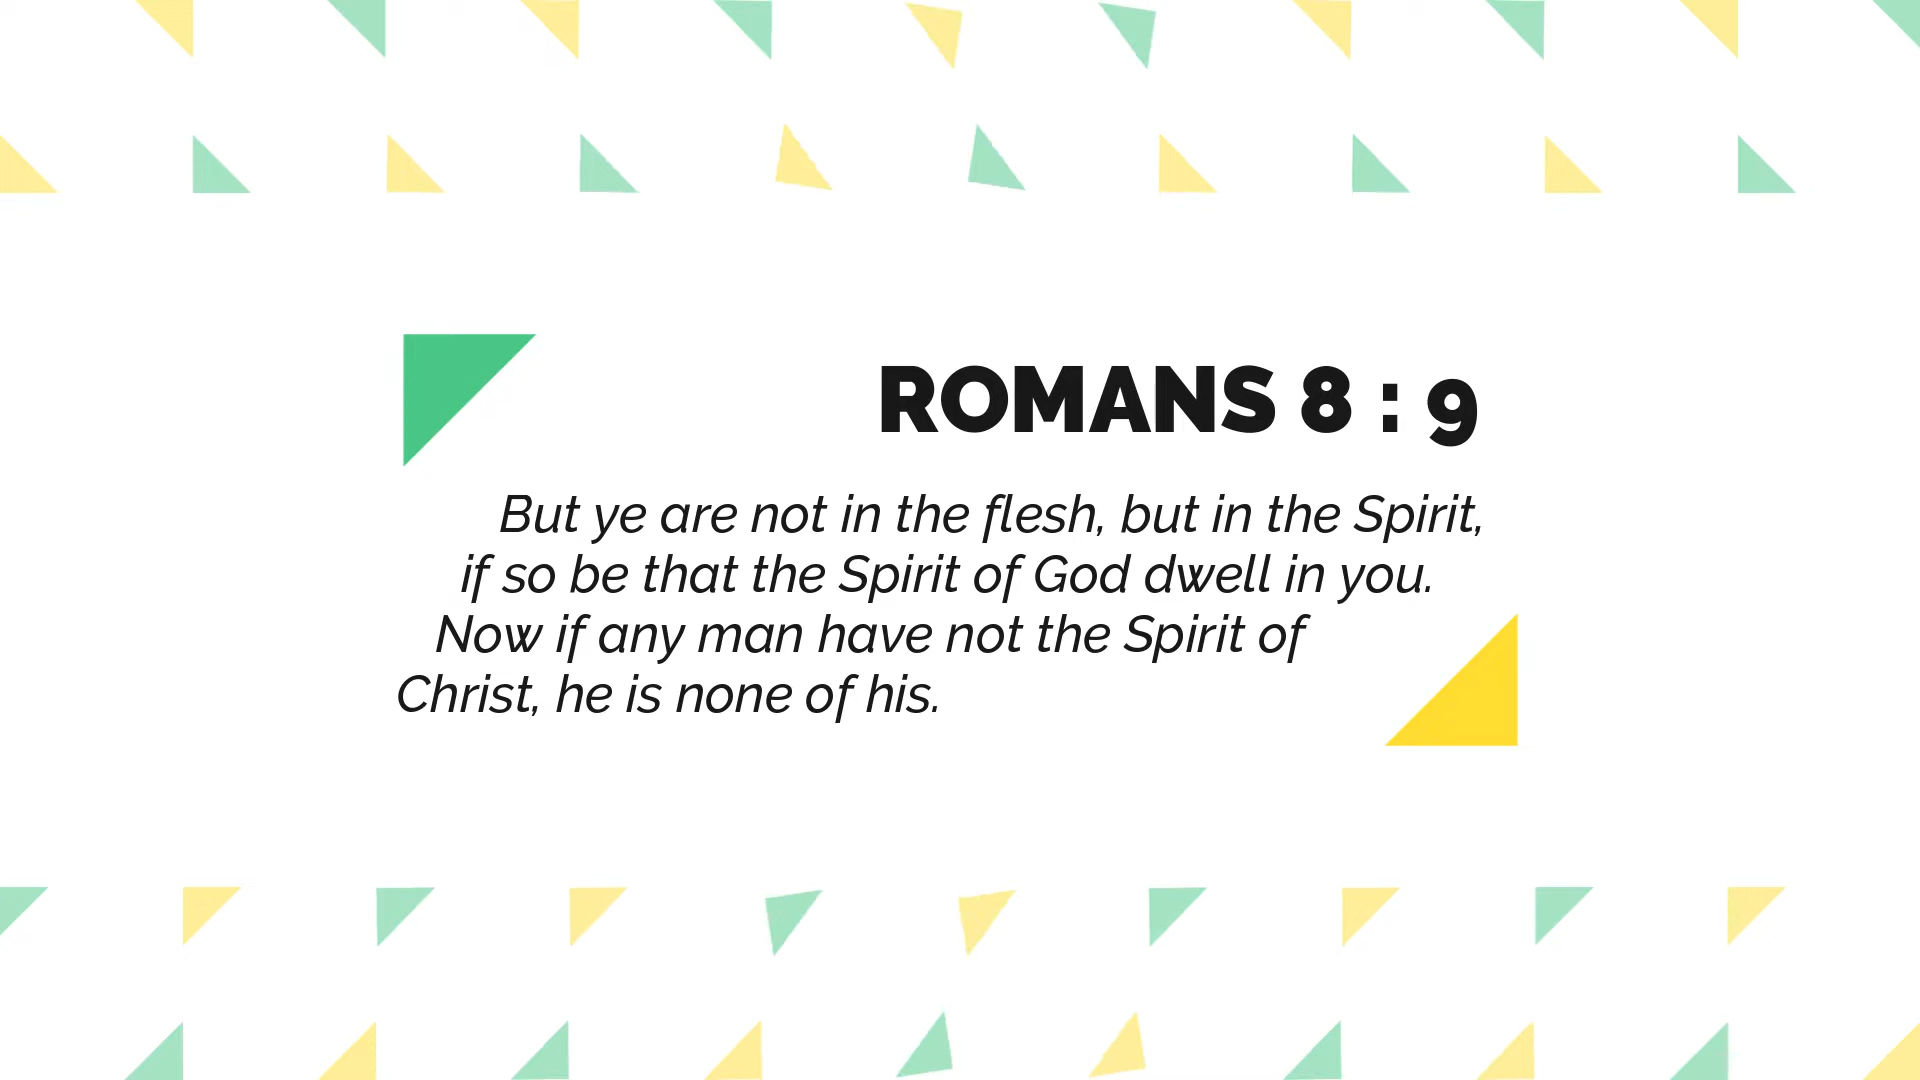 ROMANS 8 : 9
But ye are not in the flesh, but in the Spirit,
if so be that the Spirit of God dwell in you.
Now if any man have not the Spirit of
Christ, he is none of his.